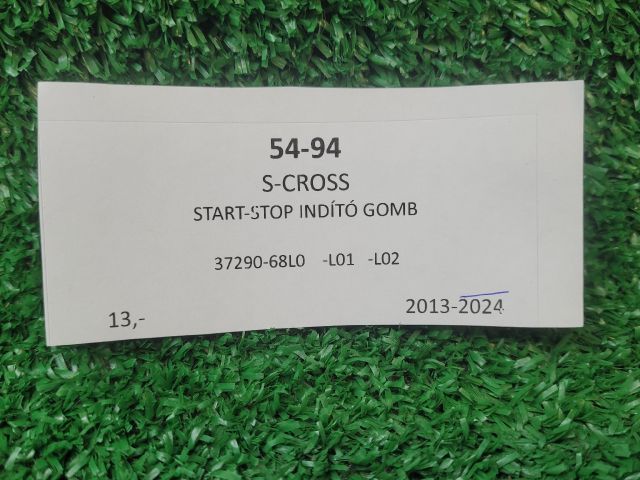 54-94
S-CROSS
START-STOP INDÍTÓ GOMB
37290-68L0 -L01 -L02
13,-
2013-2024